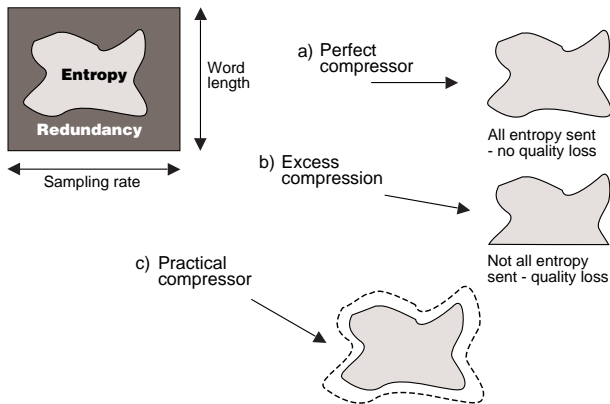 Entropy
Redundancy
Word
length
Sampling rate
a) Perfect
compressor
All entropy sent
- no quality loss
b) Excess
compression
Not all entropy
sent - quality loss
c) Practical
compressor